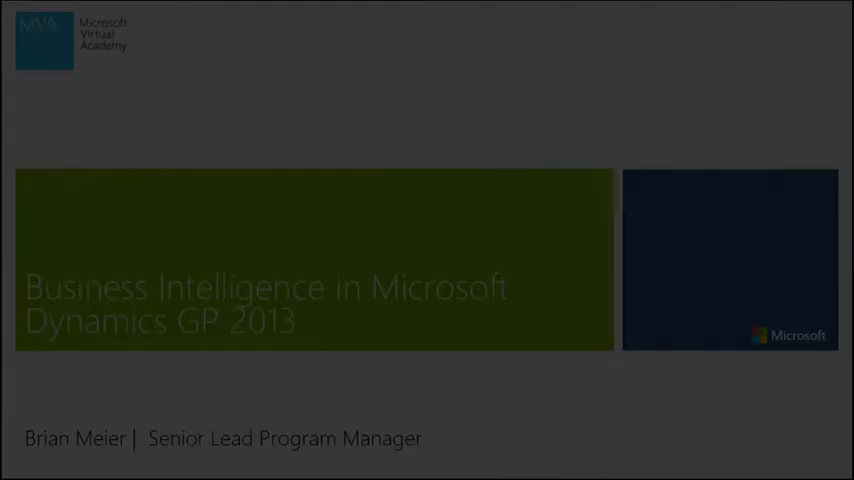 MVA
Microsoft
Virtual
Academy
Business Intelligence in Microsoft
Dynamics GP 2013
Microsoft
Brian Meier | Senior Lead Program Manager